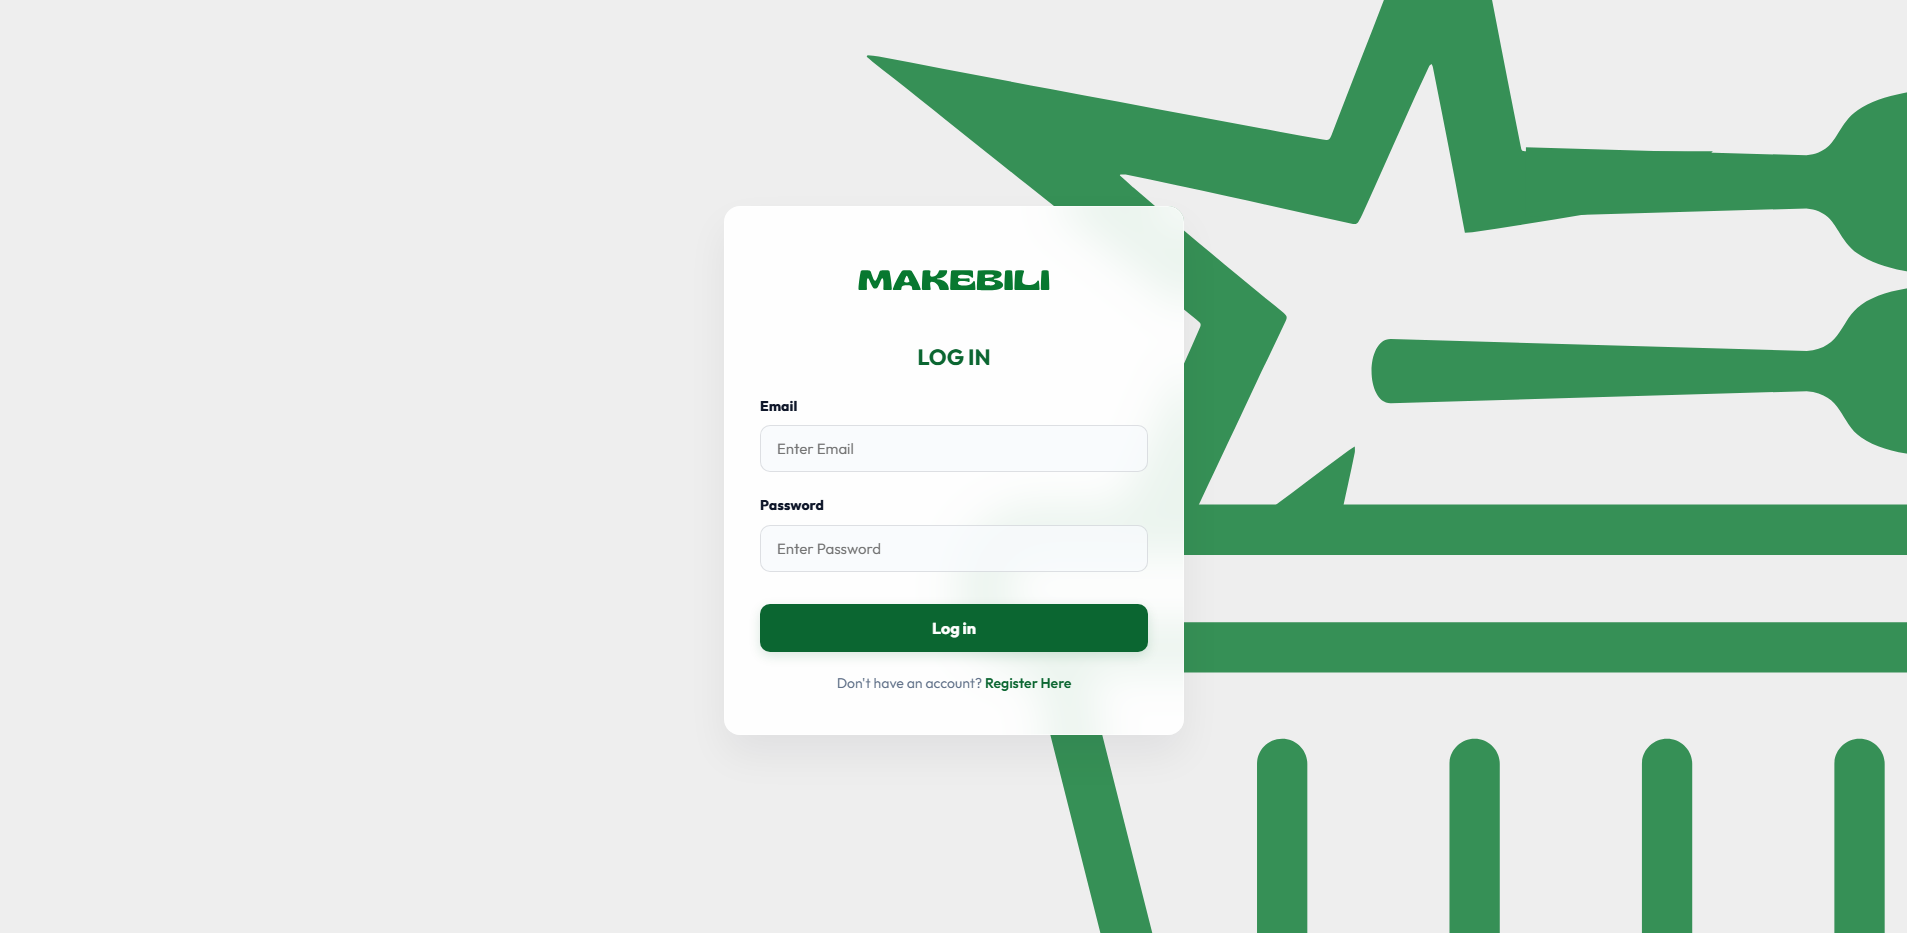 MAKEBILI
LOG IN
Email
Enter Email
Password
Enter Password
Log in
Don't have an account? Register Here